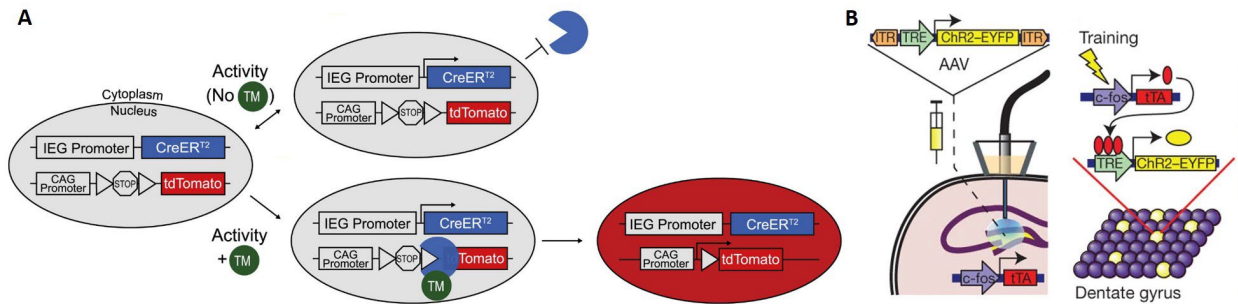 A
Cytoplasm
Nucleus
IEG Promoter
CreER^T2
CAG
Promoter
STOP
tdTomato
Activity
(No TM)
Activity
+ TM
IEG Promoter
CreER^T2
CAG
Promoter
STOP
tdTomato
IEG Promoter
CreER^T2
CAG
Promoter
STOP
tdTomato
TM
IEG Promoter
CreER^T2
CAG
Promoter
tdTomato
B
ITR TRE ChR2–EYFP ITR
AAV
c-fos tTA
Training
c-fos tTA
TRE ChR2–EYFP
Dentate gyrus